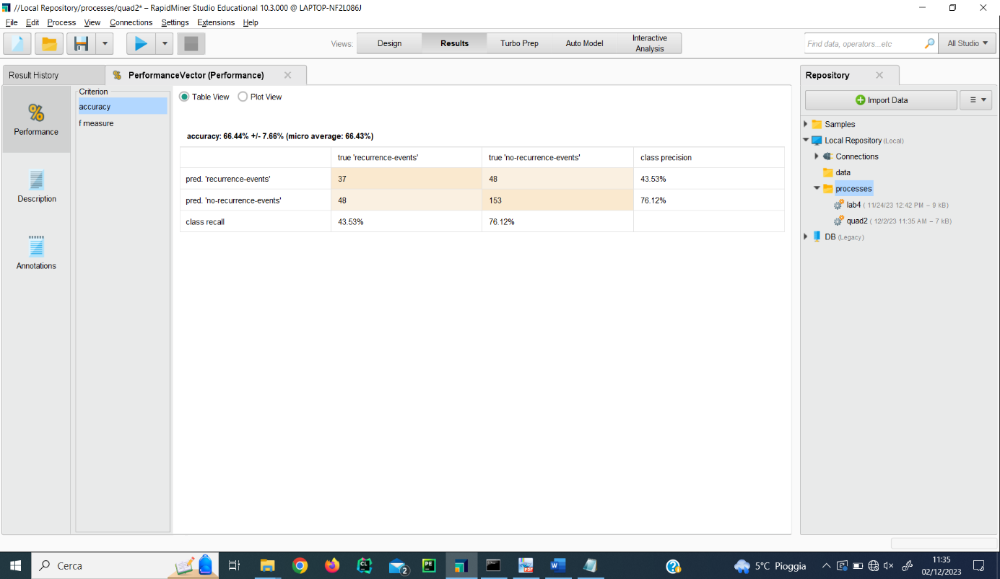 //Local Repository/processes/quad2* – RapidMiner Studio Educational 10.3.000 @ LAPTOP-NF2L086J
File Edit Process View Connections Settings Extensions Help
Views: Design Results Turbo Prep Auto Model Interactive Analysis
Find data, operators...etc All Studio
Result History PerformanceVector (Performance)
Repository
Criterion
accuracy
f measure
% Performance
Description
Annotations
Table View Plot View
accuracy: 66.44% +/- 7.66% (micro average: 66.43%)
true 'recurrence-events' true 'no-recurrence-events' class precision
pred. 'recurrence-events' 37 48 43.53%
pred. 'no-recurrence-events' 48 153 76.12%
class recall 43.53% 76.12%
Import Data
Samples
Local Repository (Local)
Connections
data
processes
lab4 ( 11/24/23 12:42 PM – 9 kB)
quad2 ( 12/2/23 11:35 AM – 7 kB)
DB (Legacy)
Cerca
CL
2
PE
PDF
W
5°C Pioggia
11:35
02/12/2023